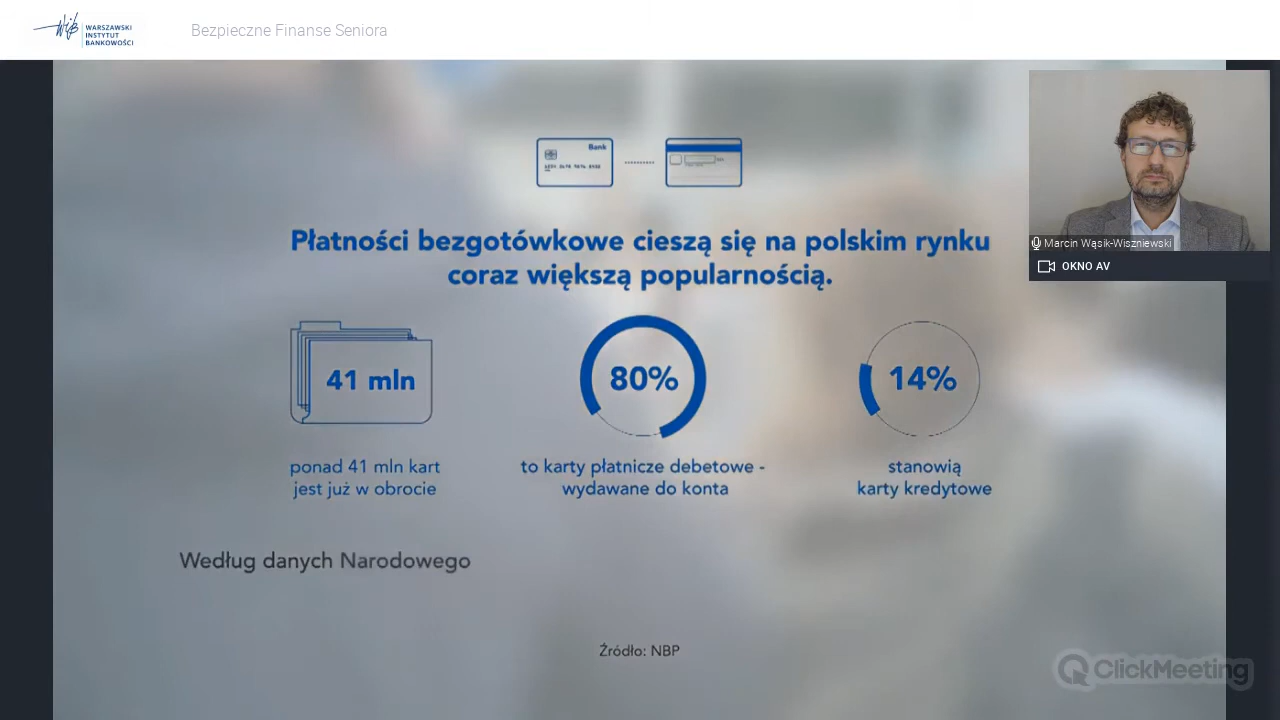 WARSZAWSKI
INSTYTUT
BANKOWOŚCI
Bezpieczne Finanse Seniora
Bank
Płatności bezgotówkowe cieszą się na polskim rynku
coraz większą popularnością.
41 mln
80%
14%
ponad 41 mln kart
jest już w obrocie
to karty płatnicze debetowe -
wydawane do konta
stanowią
karty kredytowe
Według danych Narodowego
Źródło: NBP
Marcin Wąsik-Wiszniewski
OKNO AV
ClickMeeting